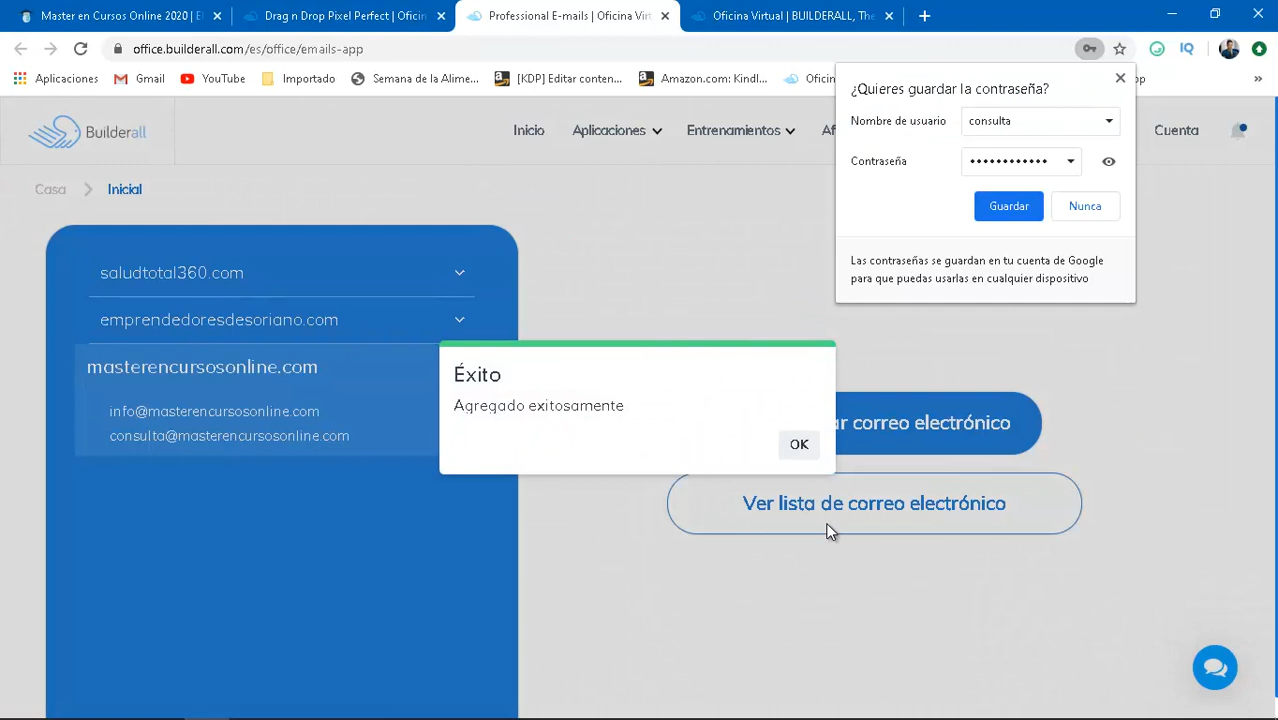 Master en Cursos Online 2020 | El
Drag n Drop Pixel Perfect | Oficin
Professional E-mails | Oficina Virt
Oficina Virtual | BUILDERALL, The
office.builderall.com/es/office/emails-app
IQ
Aplicaciones
Gmail
YouTube
Importado
Semana de la Alime...
[KDP] Editar conten...
Amazon.com: Kindl...
Oficin
»
¿Quieres guardar la contraseña?
Nombre de usuario
consulta
Contraseña
••••••••••••
Guardar
Nunca
Las contraseñas se guardan en tu cuenta de Google
para que puedas usarlas en cualquier dispositivo
Builderall
Inicio
Aplicaciones
Entrenamientos
Af
Cuenta
Casa
Inicial
saludtotal360.com
emprendedoresdesoriano.com
masterencursosonline.com
info@masterencursosonline.com
consulta@masterencursosonline.com
Éxito
Agregado exitosamente
OK
ar correo electrónico
Ver lista de correo electrónico